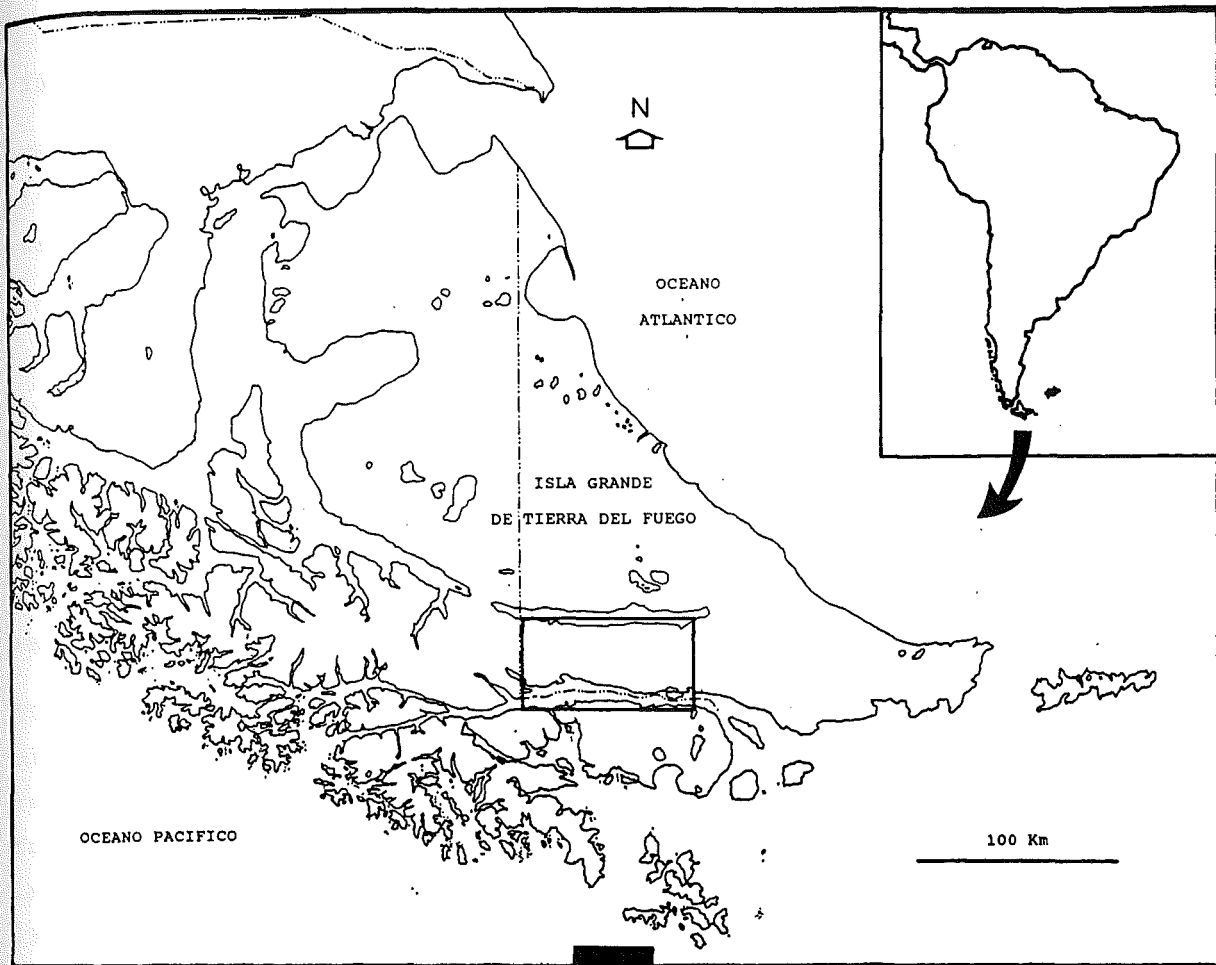 N
OCEANO
ATLANTICO
ISLA GRANDE
DE TIERRA DEL FUEGO
OCEANO PACIFICO
100 Km